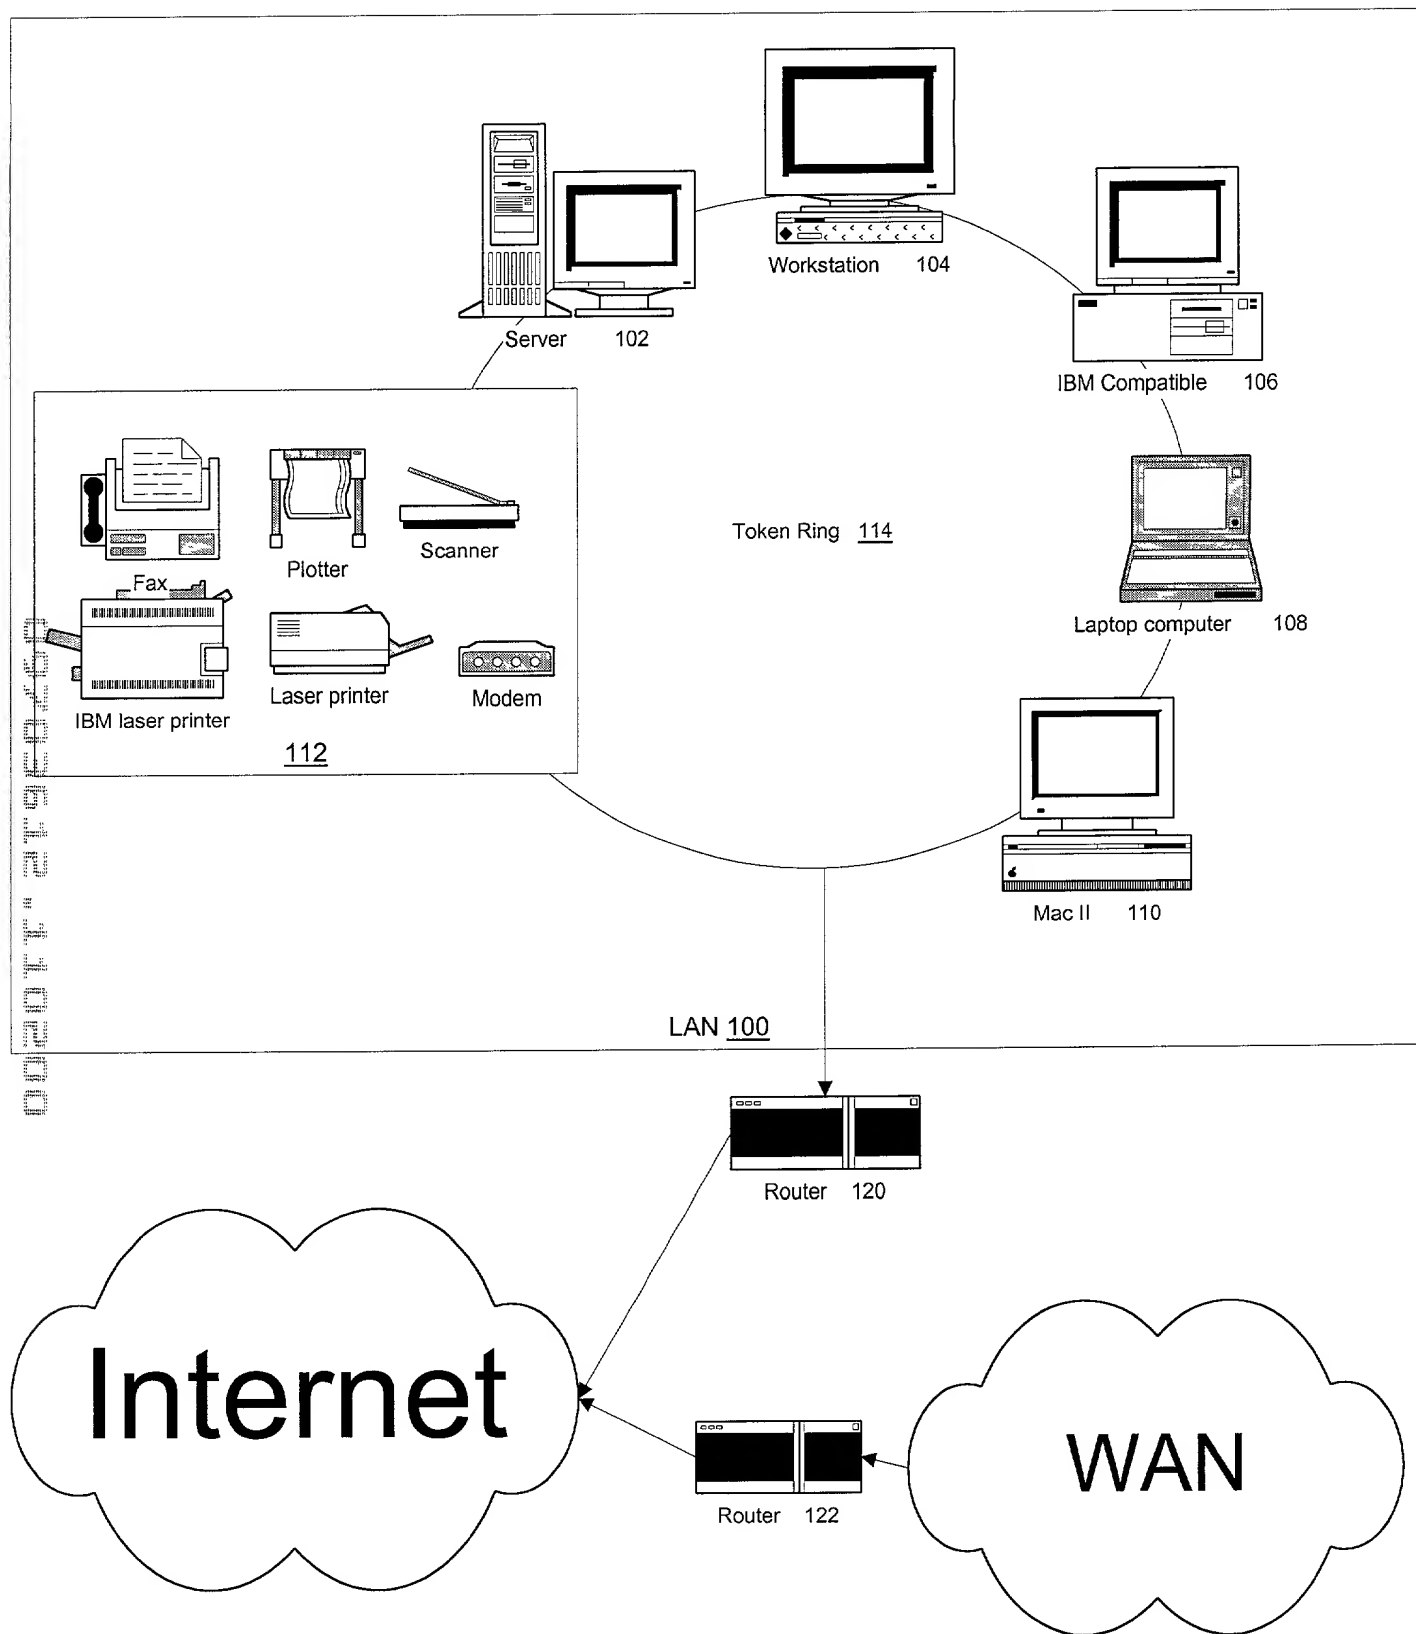 Workstation 104
Server 102
IBM Compatible 106
Token Ring 114
Scanner
Plotter
Fax
Laptop computer 108
Laser printer
Modem
IBM laser printer
112
Mac II 110
LAN 100
Router 120
Internet
WAN
Router 122